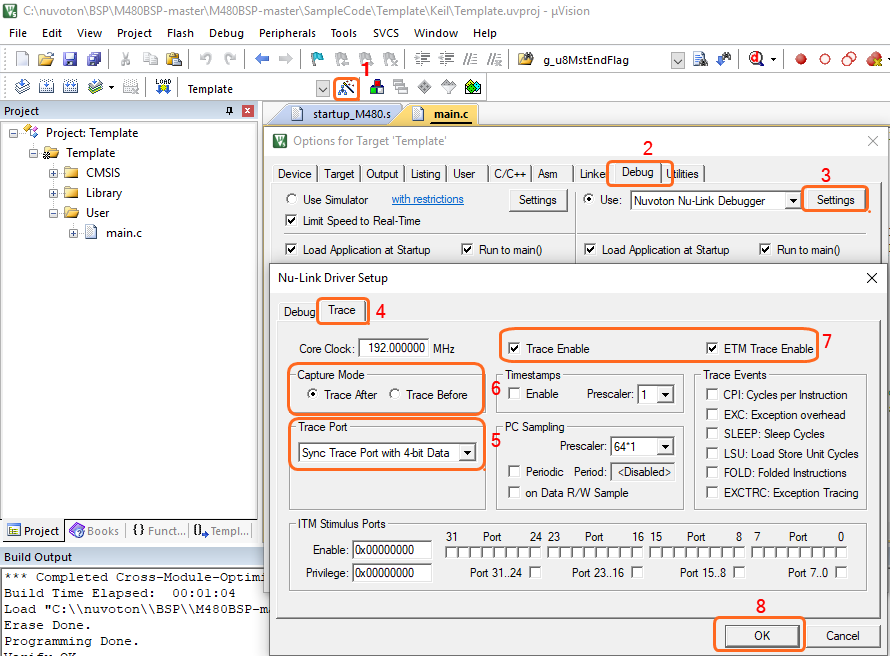 C:\nuvoton\BSP\M480BSP-master\M480BSP-master\SampleCode\Template\Keil\Template.uvproj - µVision
File Edit View Project Flash Debug Peripherals Tools SVCS Window Help
g_u8MstEndFlag
1
LOAD Template
Project
startup_M480.s main.c
Project: Template
Template
CMSIS
Library
User
main.c
Options for Target 'Template'
2
3
Device Target Output Listing User C/C++ Asm Linke Debug Utilities
Use Simulator with restrictions Settings Use: Nuvoton Nu-Link Debugger Settings
Limit Speed to Real-Time
Load Application at Startup Run to main() Load Application at Startup Run to main()
Nu-Link Driver Setup
Debug Trace 4
Core Clock: 192.000000 MHz Trace Enable ETM Trace Enable 7
Capture Mode Timestamps Trace Events
Trace After Trace Before 6 Enable Prescaler: 1 CPI: Cycles per Instruction
EXC: Exception overhead
Trace Port 5 PC Sampling SLEEP: Sleep Cycles
Sync Trace Port with 4-bit Data Prescaler: 64*1 LSU: Load Store Unit Cycles
Periodic Period: <Disabled> FOLD: Folded Instructions
on Data R/W Sample EXCTRC: Exception Tracing
ITM Stimulus Ports
31 Port 24 23 Port 16 15 Port 8 7 Port 0
Enable: 0x00000000
Privilege: 0x00000000 Port 31..24 Port 23..16 Port 15..8 Port 7..0
8
OK Cancel
Project Books {} Funct... Templ...
Build Output
*** Completed Cross-Module-Optimi
Build Time Elapsed: 00:01:04
Load "C:\\nuvoton\\BSP\\M480BSP-m
Erase Done.
Programming Done.
Verify OK